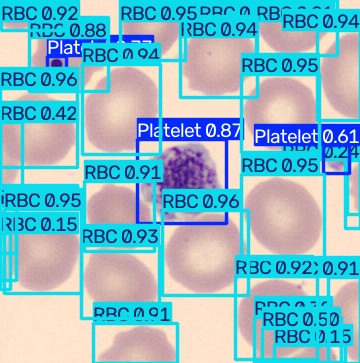 RBC 0.92
RBC 0.95
RBC 0.94
RBC 0.88
RBC 0.94
RBC 0.94
RBC 0.95
RBC 0.96
RBC 0.42
Platelet 0.87
Platelet 0.61
RBC 0.95
RBC 0.91
RBC 0.95
RBC 0.96
RBC 0.15
RBC 0.93
RBC 0.92
0.91
RBC 0.91
RBC 0.50
RBC 0.15